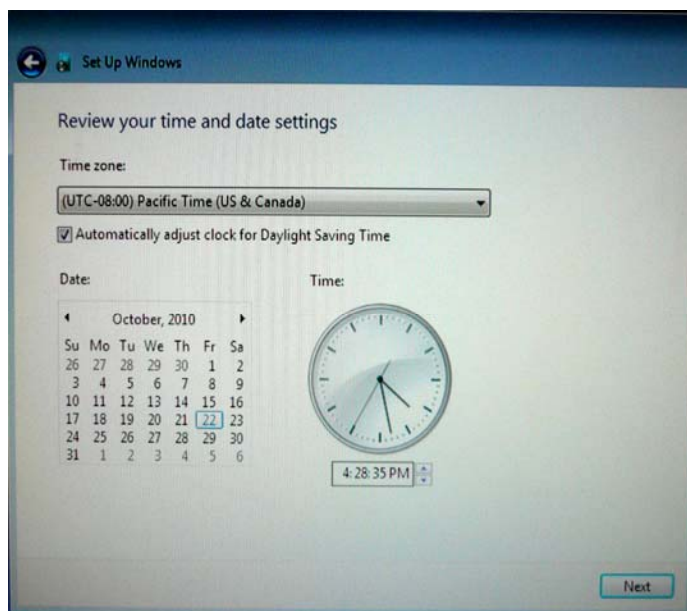 Set Up Windows
Review your time and date settings
Time zone:
(UTC-08:00) Pacific Time (US & Canada)
Automatically adjust clock for Daylight Saving Time
Date:
Time:
October, 2010
Su Mo Tu We Th Fr Sa
26 27 28 29 30 1 2
3 4 5 6 7 8 9
10 11 12 13 14 15 16
17 18 19 20 21 22 23
24 25 26 27 28 29 30
31 1 2 3 4 5 6
4:28:35 PM
Next